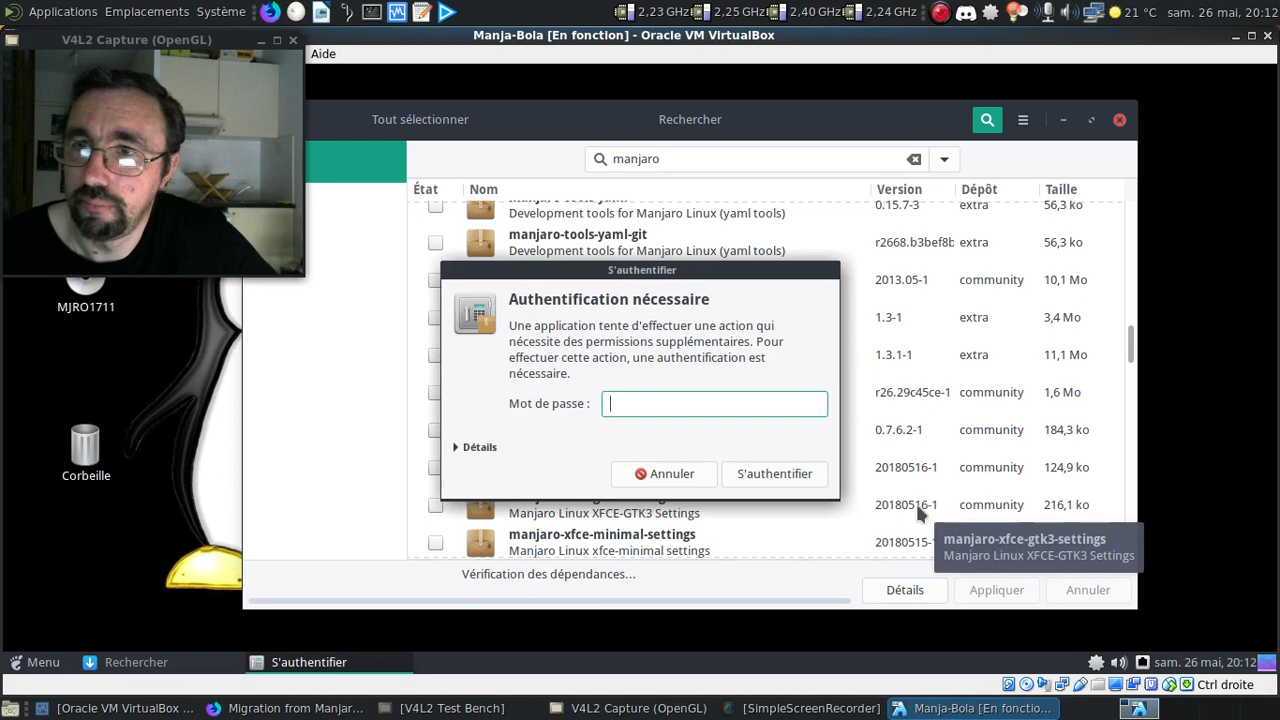 Applications Emplacements Système
2,23 GHz 2,25 GHz 2,40 GHz 2,24 GHz 21 °C sam. 26 mai, 20:12
Manja-Bola [En fonction] - Oracle VM VirtualBox
V4L2 Capture (OpenGL)
Aide
Tout sélectionner Rechercher
manjaro
État Nom Version Dépôt Taille
0.15.7-3 extra 56,3 ko
Development tools for Manjaro Linux (yaml tools)
manjaro-tools-yaml-git
r2668.b3bef8b extra 56,3 ko
Development tools for Manjaro Linux (yaml tools)
2013.05-1 community 10,1 Mo
1.3-1 extra 3,4 Mo
1.3.1-1 extra 11,1 Mo
r26.29c45ce-1 community 1,6 Mo
0.7.6.2-1 community 184,3 ko
20180516-1 community 124,9 ko
20180516-1 community 216,1 ko
Manjaro Linux XFCE-GTK3 Settings
manjaro-xfce-minimal-settings
20180515-
Manjaro Linux xfce-minimal settings
S'authentifier
Authentification nécessaire
Une application tente d'effectuer une action qui
nécessite des permissions supplémentaires. Pour
effectuer cette action, une authentification est
nécessaire.
Mot de passe :
Détails
Annuler S'authentifier
manjaro-xfce-gtk3-settings
Manjaro Linux XFCE-GTK3 Settings
Vérification des dépendances...
Détails Appliquer Annuler
MJRO1711
Corbeille
Menu Rechercher S'authentifier sam. 26 mai, 20:12
Ctrl droite
[Oracle VM VirtualBox ... Migration from Manjar... [V4L2 Test Bench] V4L2 Capture (OpenGL) [SimpleScreenRecorder] Manja-Bola [En fonctio...